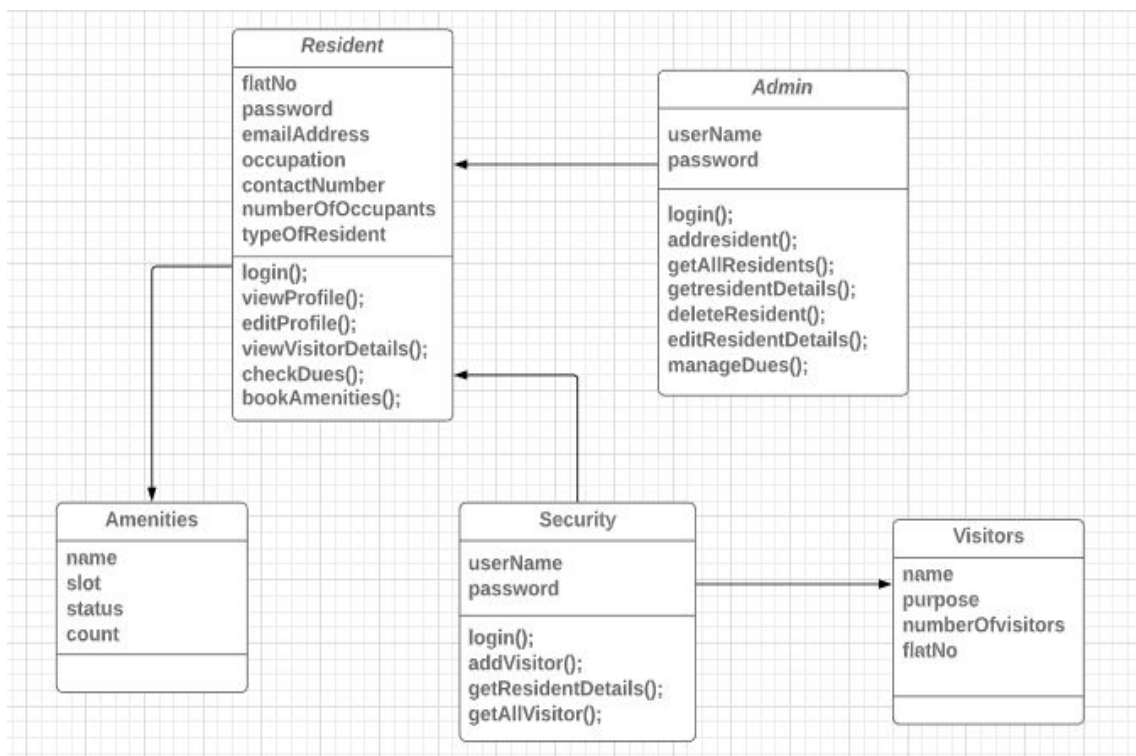 Resident
flatNo
password
emailAddress
occupation
contactNumber
numberOfOccupants
typeOfResident
login();
viewProfile();
editProfile();
viewVisitorDetails();
checkDues();
bookAmenities();
Admin
userName
password
login();
addresident();
getAllResidents();
getresidentDetails();
deleteResident();
editResidentDetails();
manageDues();
Amenities
name
slot
status
count
Security
userName
password
login();
addVisitor();
getResidentDetails();
getAllVisitor();
Visitors
name
purpose
numberOfvisitors
flatNo